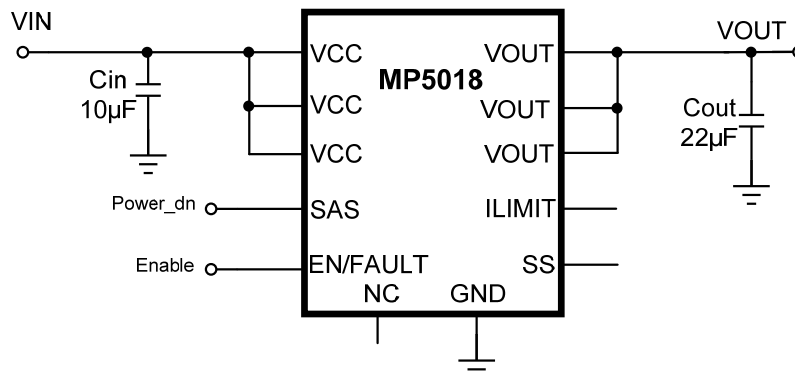 VIN
VOUT
VCC
VOUT
MP5018
Cin
10µF
VCC
VOUT
Cout
22µF
VCC
VOUT
Power_dn
SAS
ILIMIT
Enable
EN/FAULT
SS
NC
GND